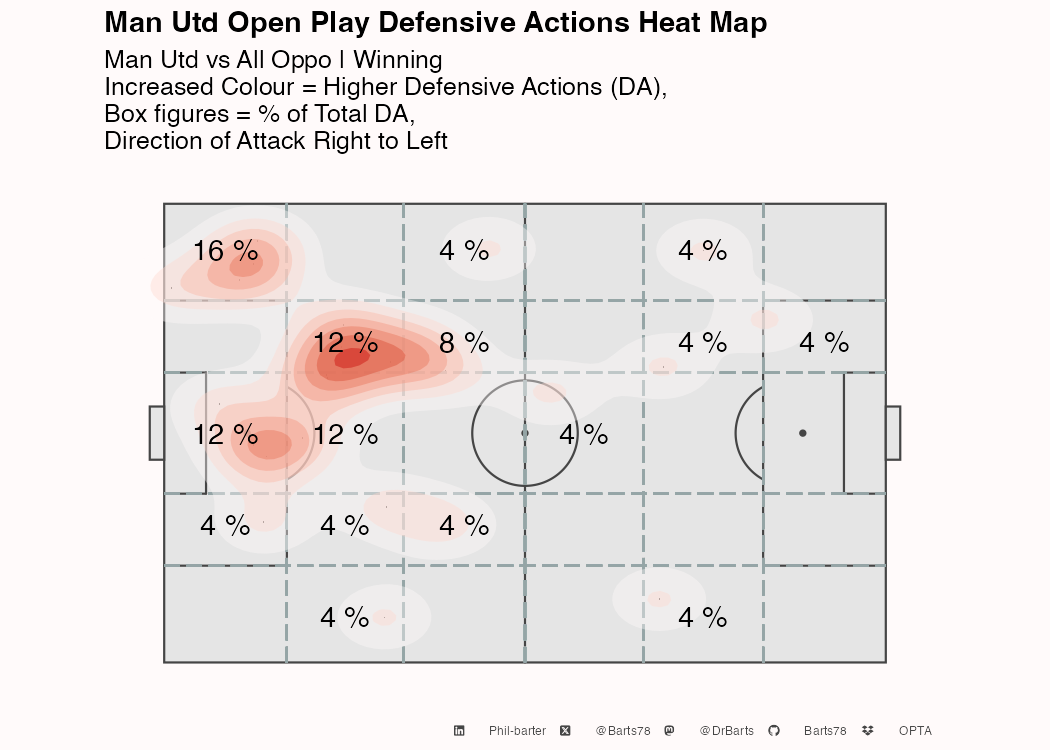 Man Utd Open Play Defensive Actions Heat Map
Man Utd vs All Oppo | Winning
Increased Colour = Higher Defensive Actions (DA),
Box figures = % of Total DA,
Direction of Attack Right to Left
16 % 4 % 4 %
12 % 8 % 4 % 4 %
12 % 12 % 4 %
4 % 4 % 4 %
4 % 4 %
Phil-barter @Barts78 @DrBarts Barts78 OPTA